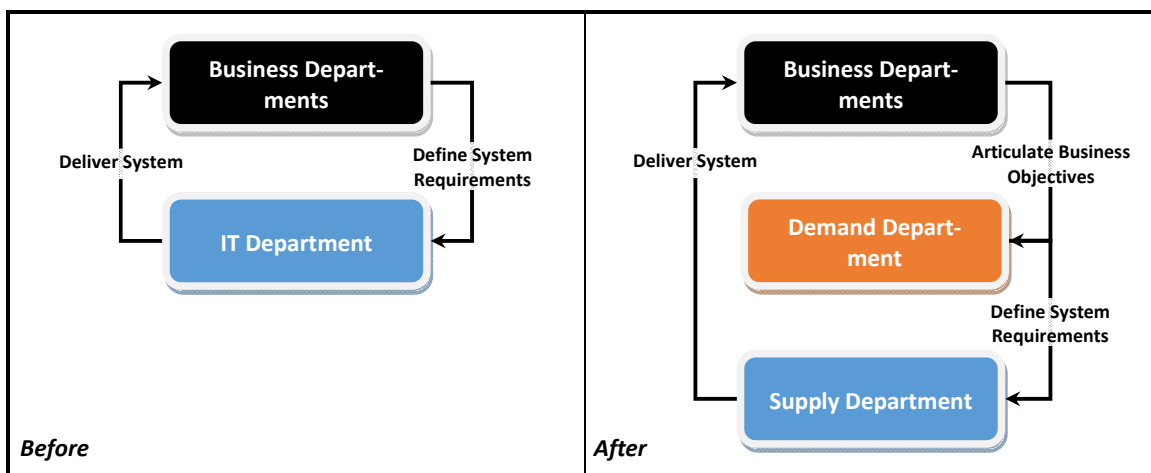 Business Depart-
ments
Deliver System
Define System
Requirements
IT Department
Before
Business Depart-
ments
Deliver System
Articulate Business
Objectives
Demand Depart-
ment
Define System
Requirements
Supply Department
After